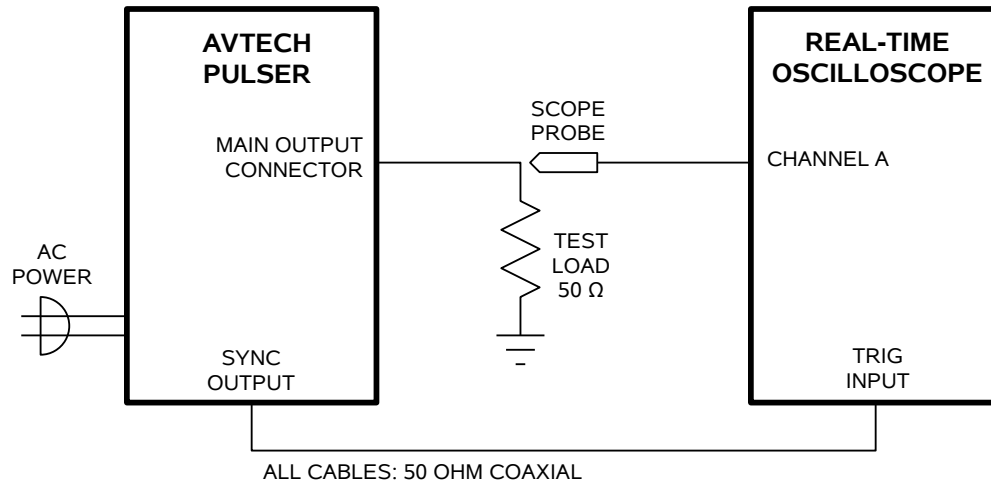 AVTECH
PULSER
MAIN OUTPUT
CONNECTOR
AC
POWER
SYNC
OUTPUT
SCOPE
PROBE
TEST
LOAD
50 Ω
REAL-TIME
OSCILLOSCOPE
CHANNEL A
TRIG
INPUT
ALL CABLES: 50 OHM COAXIAL